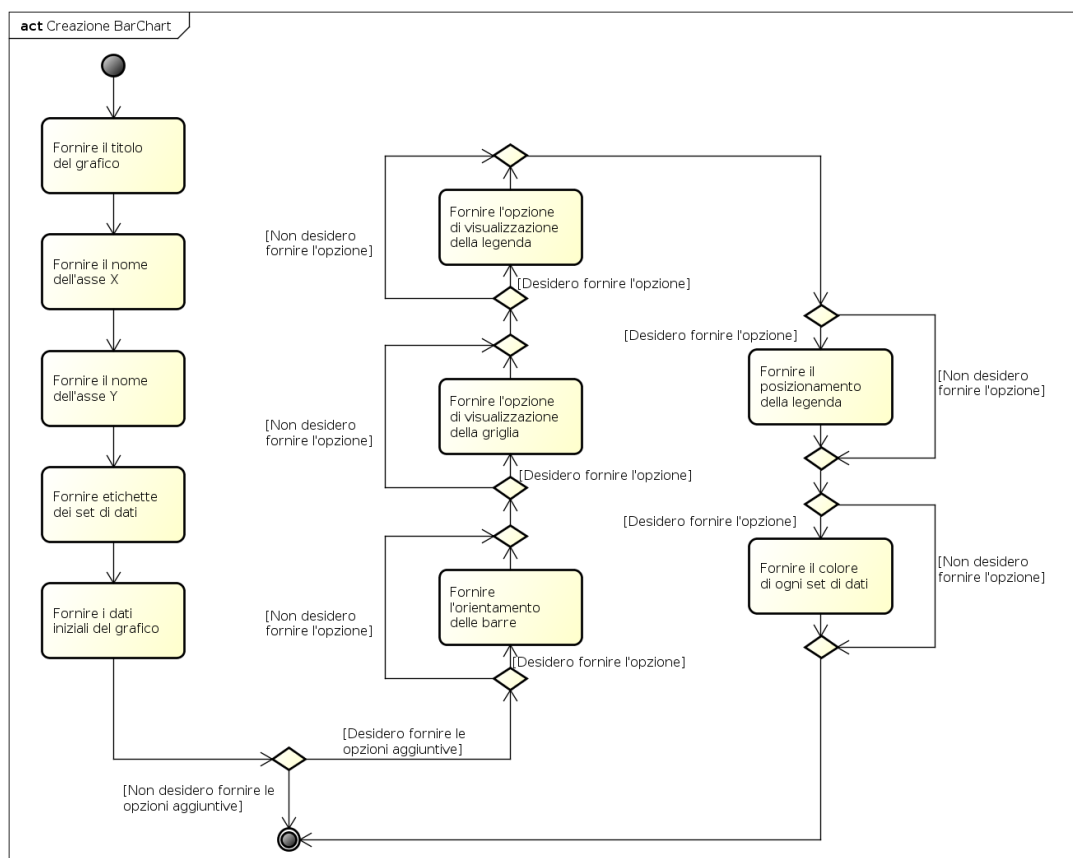 act Creazione BarChart
Fornire il titolo
del grafico
Fornire il nome
dell'asse X
Fornire il nome
dell'asse Y
Fornire etichette
dei set di dati
Fornire i dati
iniziali del grafico
[Non desidero fornire le
opzioni aggiuntive]
[Desidero fornire le
opzioni aggiuntive]
[Desidero fornire l'opzione]
Fornire
l'orientamento
delle barre
[Non desidero
fornire l'opzione]
[Desidero fornire l'opzione]
Fornire l'opzione
di visualizzazione
della griglia
[Non desidero
fornire l'opzione]
[Desidero fornire l'opzione]
Fornire l'opzione
di visualizzazione
della legenda
[Non desidero
fornire l'opzione]
[Desidero fornire l'opzione]
Fornire il
posizionamento
della legenda
[Non desidero
fornire l'opzione]
[Desidero fornire l'opzione]
Fornire il colore
di ogni set di dati
[Non desidero
fornire l'opzione]